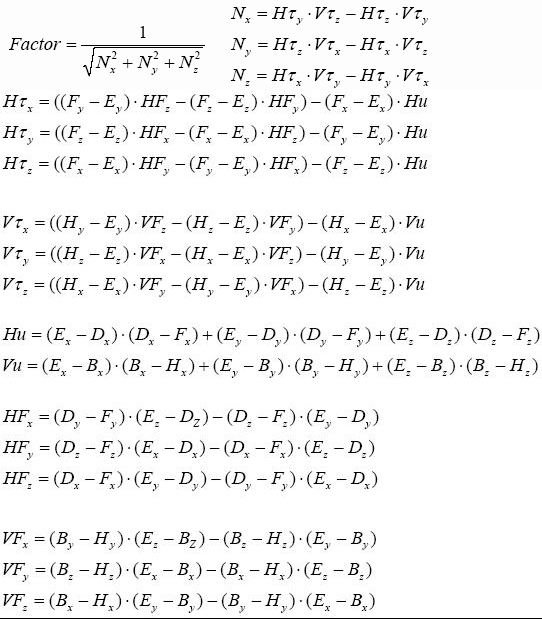 Factor = 1 / √(N_x^2 + N_y^2 + N_z^2)
N_x = Hτ_y · Vτ_z − Hτ_z · Vτ_y
N_y = Hτ_z · Vτ_x − Hτ_x · Vτ_z
N_z = Hτ_x · Vτ_y − Hτ_y · Vτ_x
Hτ_x = ((F_y − E_y) · HF_z − (F_z − E_z) · HF_y) − (F_x − E_x) · Hu
Hτ_y = ((F_z − E_z) · HF_x − (F_x − E_x) · HF_z) − (F_y − E_y) · Hu
Hτ_z = ((F_x − E_x) · HF_y − (F_y − E_y) · HF_x) − (F_z − E_z) · Hu
Vτ_x = ((H_y − E_y) · VF_z − (H_z − E_z) · VF_y) − (H_x − E_x) · Vu
Vτ_y = ((H_z − E_z) · VF_x − (H_x − E_x) · VF_z) − (H_y − E_y) · Vu
Vτ_z = ((H_x − E_x) · VF_y − (H_y − E_y) · VF_x) − (H_z − E_z) · Vu
Hu = (E_x − D_x) · (D_x − F_x) + (E_y − D_y) · (D_y − F_y) + (E_z − D_z) · (D_z − F_z)
Vu = (E_x − B_x) · (B_x − H_x) + (E_y − B_y) · (B_y − H_y) + (E_z − B_z) · (B_z − H_z)
HF_x = (D_y − F_y) · (E_z − D_Z) − (D_z − F_z) · (E_y − D_y)
HF_y = (D_z − F_z) · (E_x − D_x) − (D_x − F_x) · (E_z − D_z)
HF_z = (D_x − F_x) · (E_y − D_y) − (D_y − F_y) · (E_x − D_x)
VF_x = (B_y − H_y) · (E_z − B_Z) − (B_z − H_z) · (E_y − B_y)
VF_y = (B_z − H_z) · (E_x − B_x) − (B_x − H_x) · (E_z − B_z)
VF_z = (B_x − H_x) · (E_y − B_y) − (B_y − H_y) · (E_x − B_x)